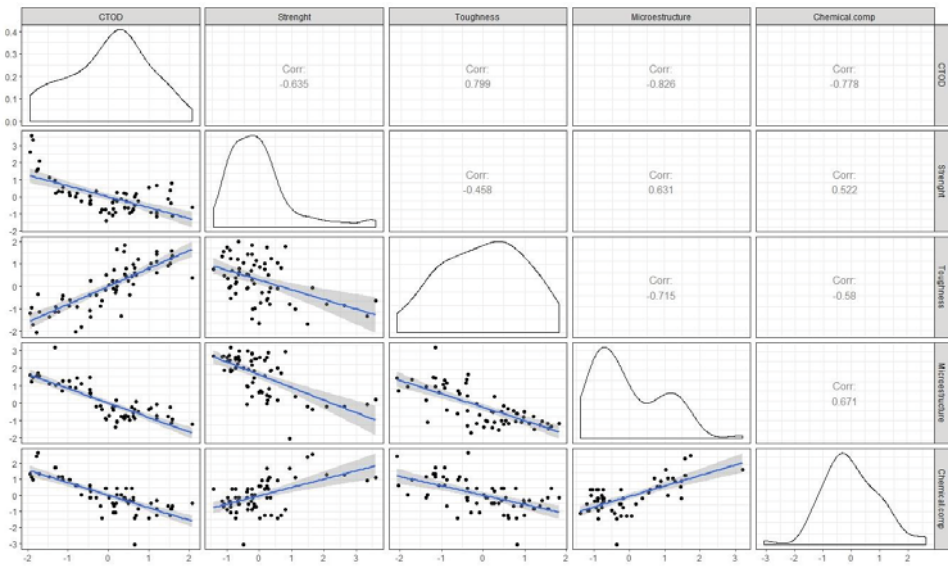 CTOD Strenght Toughness Microestructure Chemical.comp
0.4
0.3
0.2
0.1
0.0
Corr:
-0.635
Corr:
0.799
Corr:
-0.826
Corr:
-0.778
CTOD
3
2
1
0
-1
-2
Corr:
-0.458
Corr:
0.631
Corr:
0.522
Strenght
2
1
0
-1
-2
Corr:
-0.715
Corr:
-0.58
Toughness
3
2
1
0
-1
-2
Corr:
0.671
Microestructure
2
1
0
-1
-2
-3
Chemical.comp
-2 -1 0 1 2 -1 0 1 2 3 -2 -1 0 1 2 -1 0 1 2 3 -3 -2 -1 0 1 2